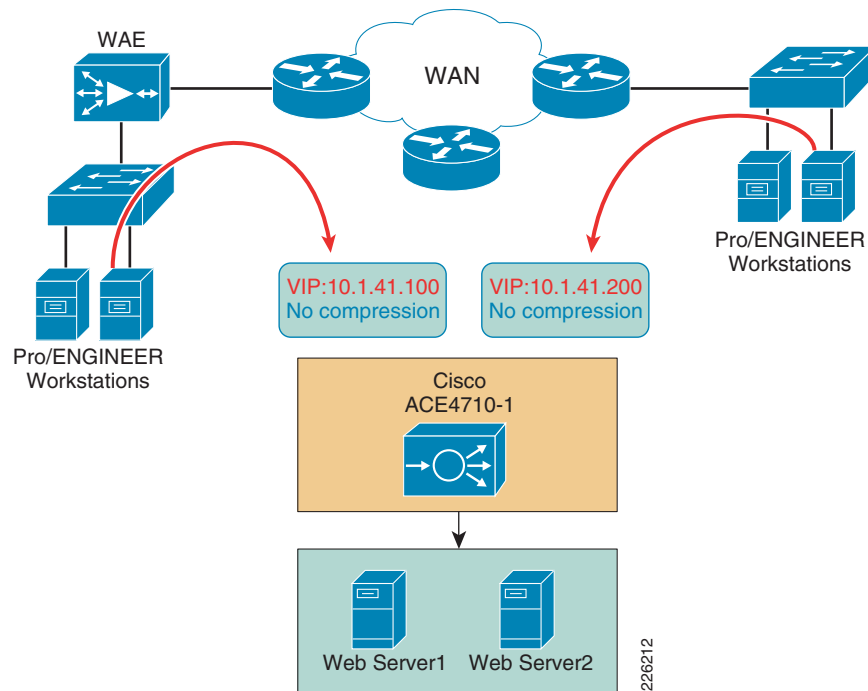 WAE
WAN
Pro/ENGINEER
Workstations
VIP:10.1.41.100
No compression
VIP:10.1.41.200
No compression
Pro/ENGINEER
Workstations
Cisco
ACE4710-1
Web Server1
Web Server2
226212